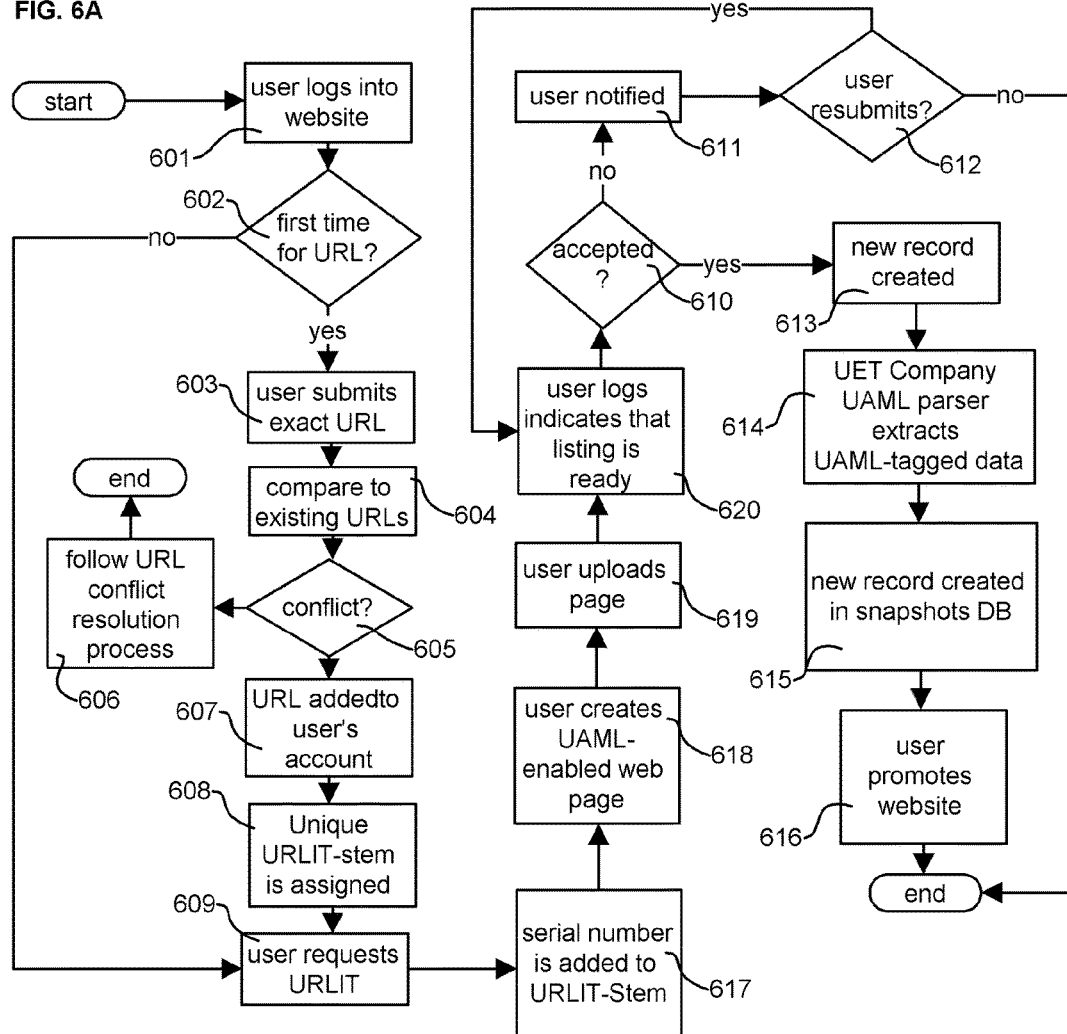 FIG. 6A
start
user logs into
website
601
602
first time
for URL?
no
yes
603
user submits
exact URL
compare to
existing URLs
604
end
follow URL
conflict
resolution
process
606
conflict?
605
607
URL addedto
user's
account
608
Unique
URLIT-stem
is assigned
609
user requests
URLIT
serial number
is added to
URLIT-Stem
617
user creates
UAML-
enabled web
page
618
user uploads
page
619
user logs
indicates that
listing is
ready
620
accepted
?
610
no
yes
user notified
611
user
resubmits?
612
yes
no
new record
created
613
UET Company
UAML parser
extracts
UAML-tagged data
614
new record created
in snapshots DB
615
user
promotes
website
616
end